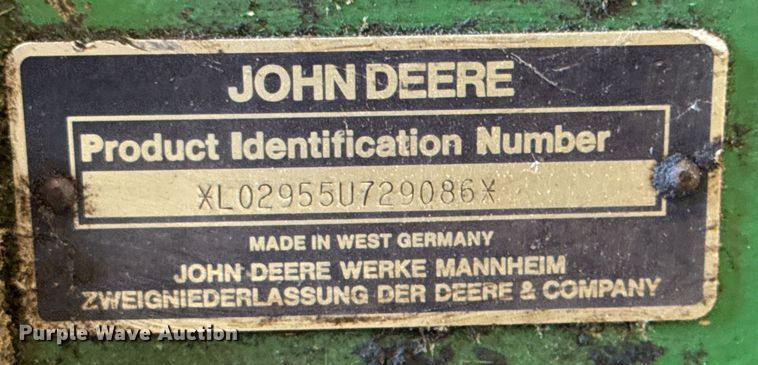 JOHN DEERE
Product Identification Number
*L02955U729086*
MADE IN WEST GERMANY
JOHN DEERE WERKE MANNHEIM
ZWEIGNIEDERLASSUNG DER DEERE & COMPANY
Purple Wave Auction